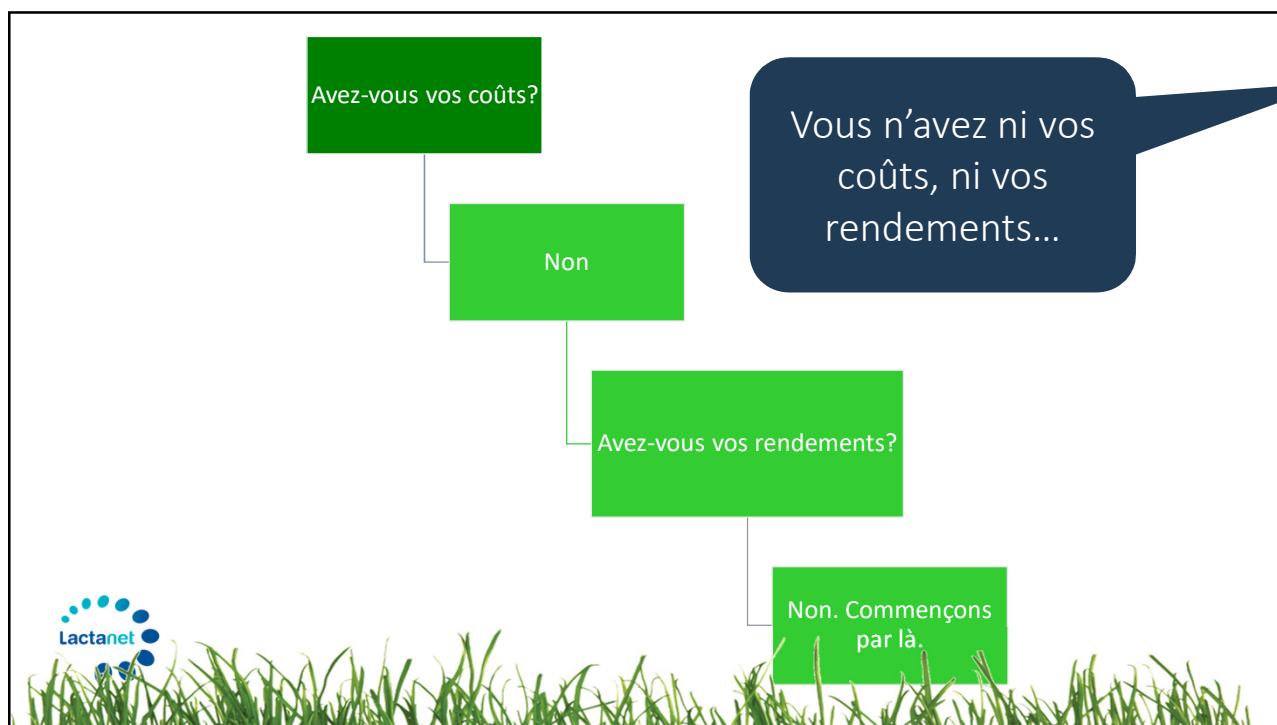 Avez-vous vos coûts?
Vous n’avez ni vos
coûts, ni vos
rendements…
Non
Avez-vous vos rendements?
Non. Commençons
par là.
Lactanet